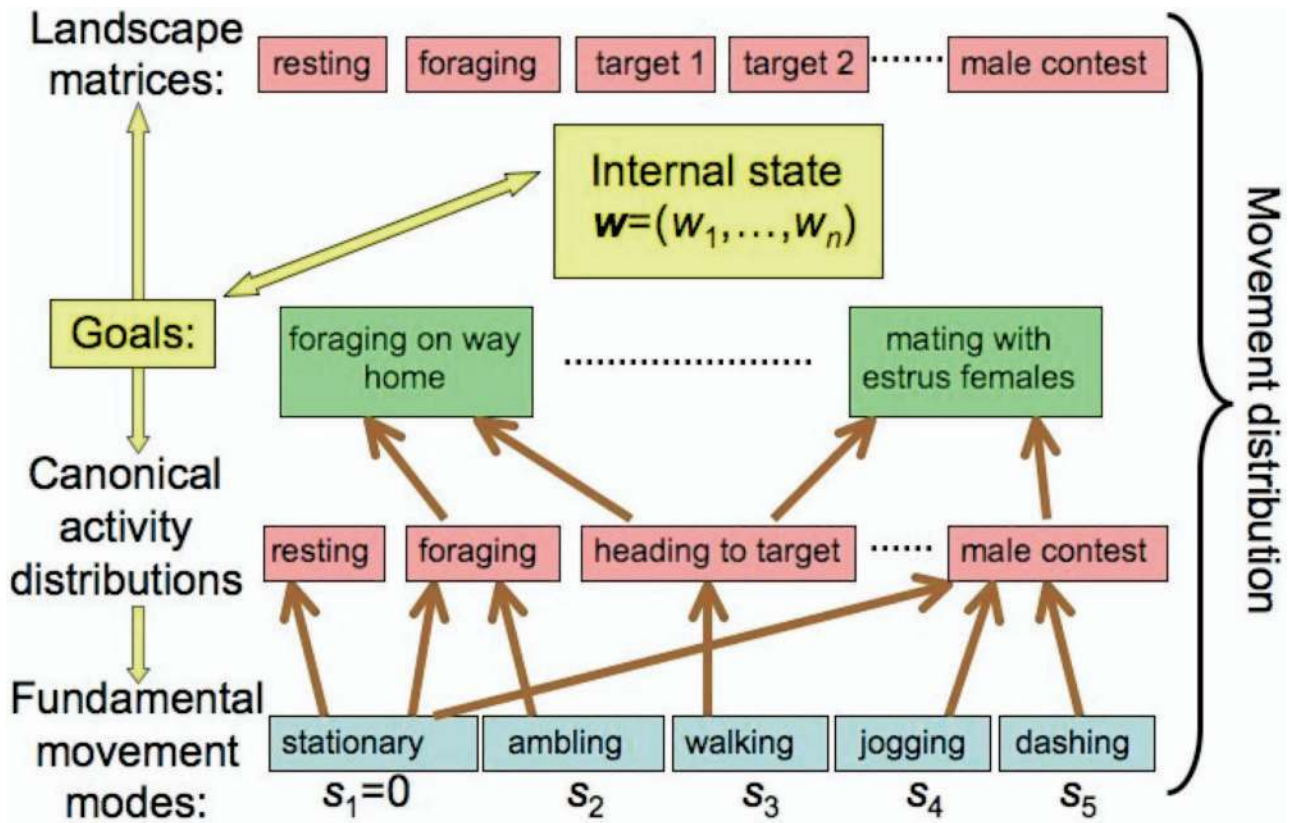 Landscape
matrices:
resting
foraging
target 1
target 2
male contest
Internal state
w=(w1,...,wn)
Goals:
foraging on way
home
mating with
estrus females
Canonical
activity
distributions
resting
foraging
heading to target
male contest
Fundamental
movement
modes:
stationary
ambling
walking
jogging
dashing
s1=0
s2
s3
s4
s5
Movement distribution